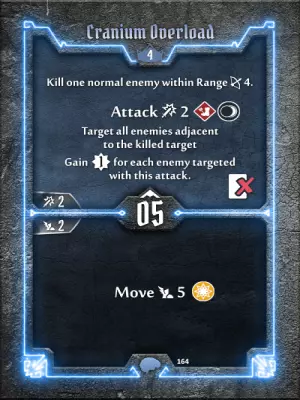 Cranium Overload
4
Kill one normal enemy within Range 4.
Attack 2
Target all enemies adjacent
to the killed target
Gain 1 for each enemy targeted
with this attack.
2
05
2
Move 5
164